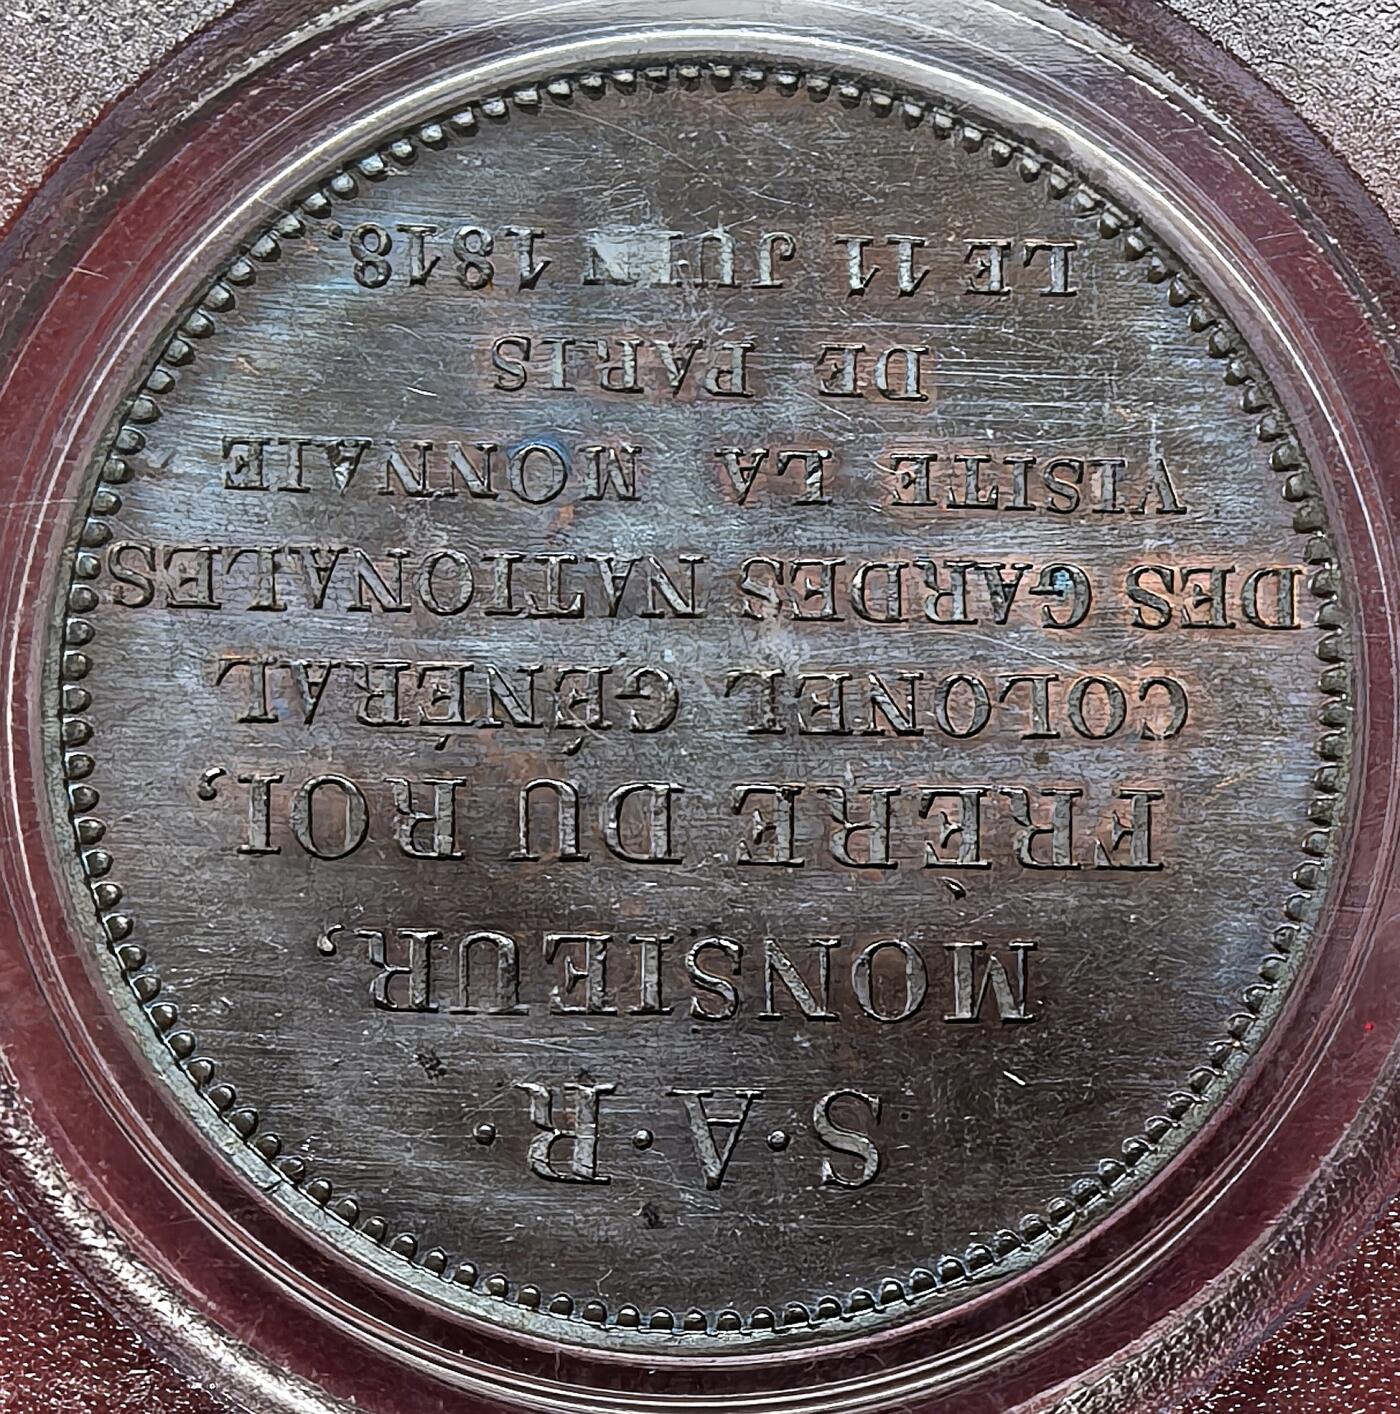 S·A·R·
MONSIEUR,
FRÈRE DU ROI,
COLONEL GÉNÉRAL
DES GARDES NATIONALES
VISITE LA MONNAIE
DE PARIS
LE 11 JUIN 1818.